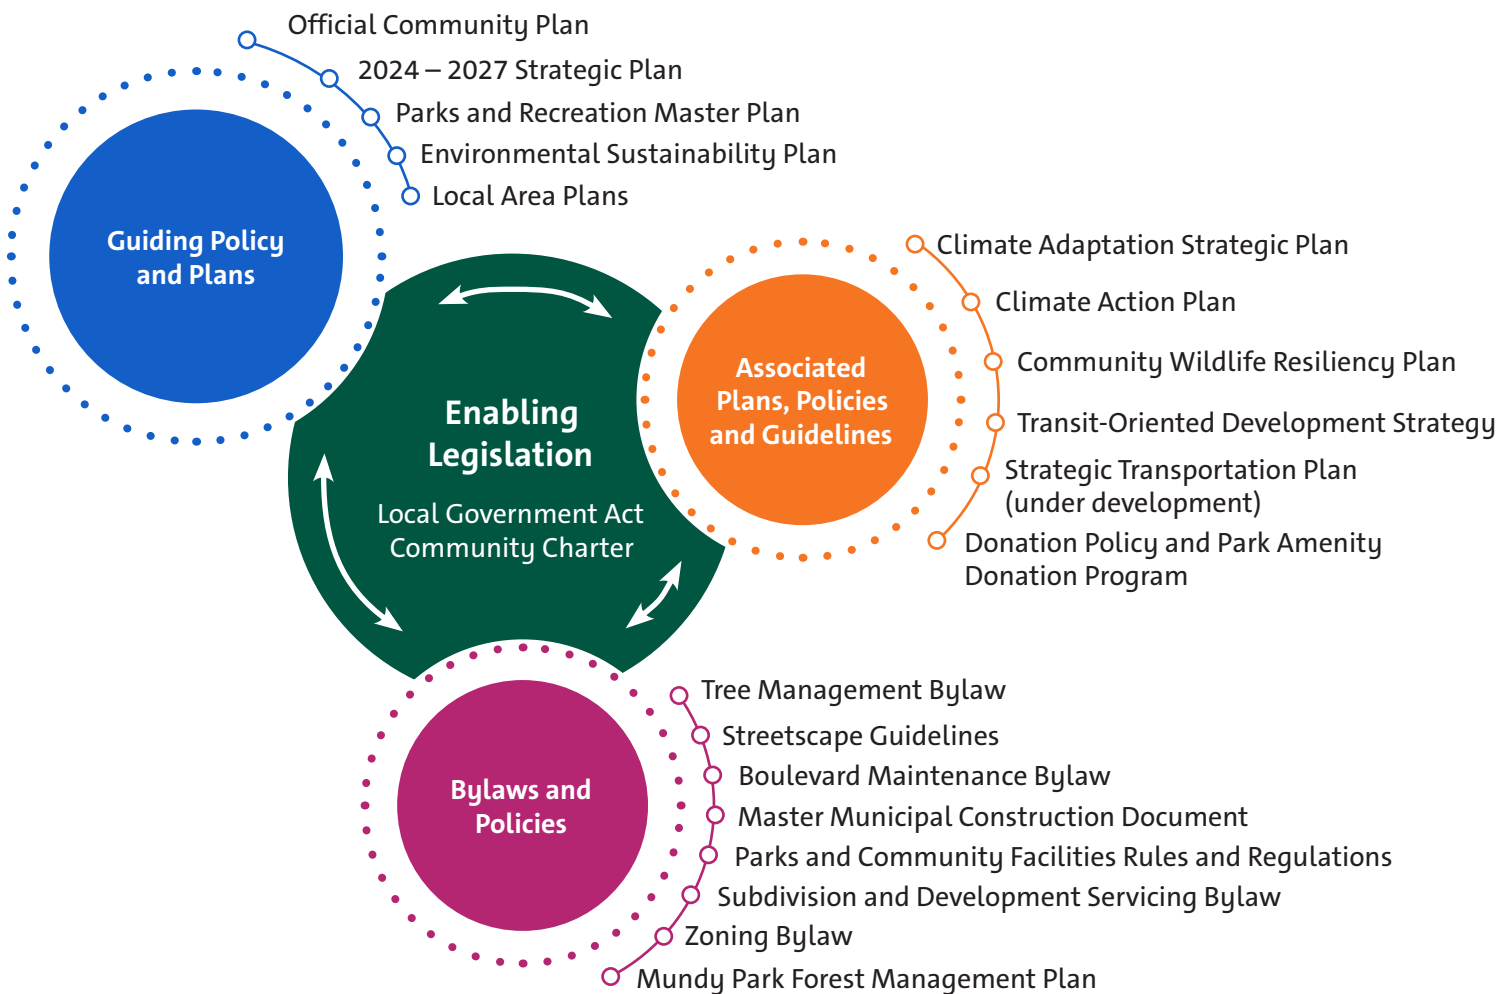 Official Community Plan
2024 – 2027 Strategic Plan
Parks and Recreation Master Plan
Environmental Sustainability Plan
Local Area Plans
Guiding Policy
and Plans
Enabling
Legislation
Local Government Act
Community Charter
Associated
Plans, Policies
and Guidelines
Climate Adaptation Strategic Plan
Climate Action Plan
Community Wildlife Resiliency Plan
Transit-Oriented Development Strategy
Strategic Transportation Plan
(under development)
Donation Policy and Park Amenity
Donation Program
Bylaws and
Policies
Tree Management Bylaw
Streetscape Guidelines
Boulevard Maintenance Bylaw
Master Municipal Construction Document
Parks and Community Facilities Rules and Regulations
Subdivision and Development Servicing Bylaw
Zoning Bylaw
Mundy Park Forest Management Plan